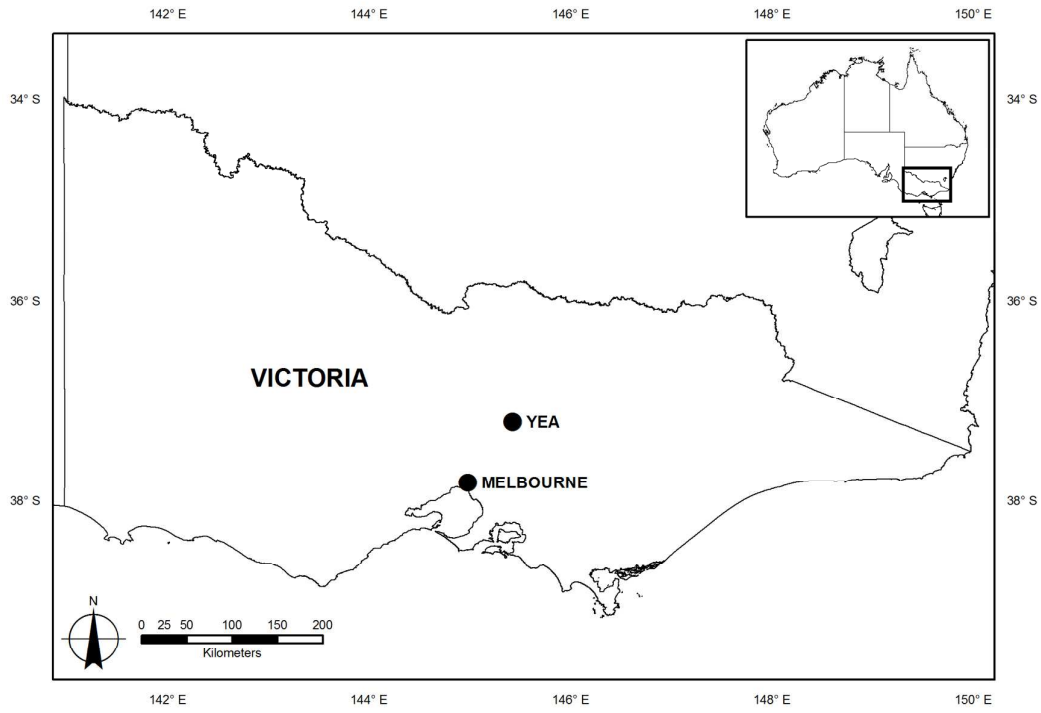 142° E 144° E 146° E 148° E 150° E
34° S 34° S
36° S 36° S
VICTORIA
YEA
MELBOURNE
38° S 38° S
N
0 25 50 100 150 200
Kilometers
142° E 144° E 146° E 148° E 150° E